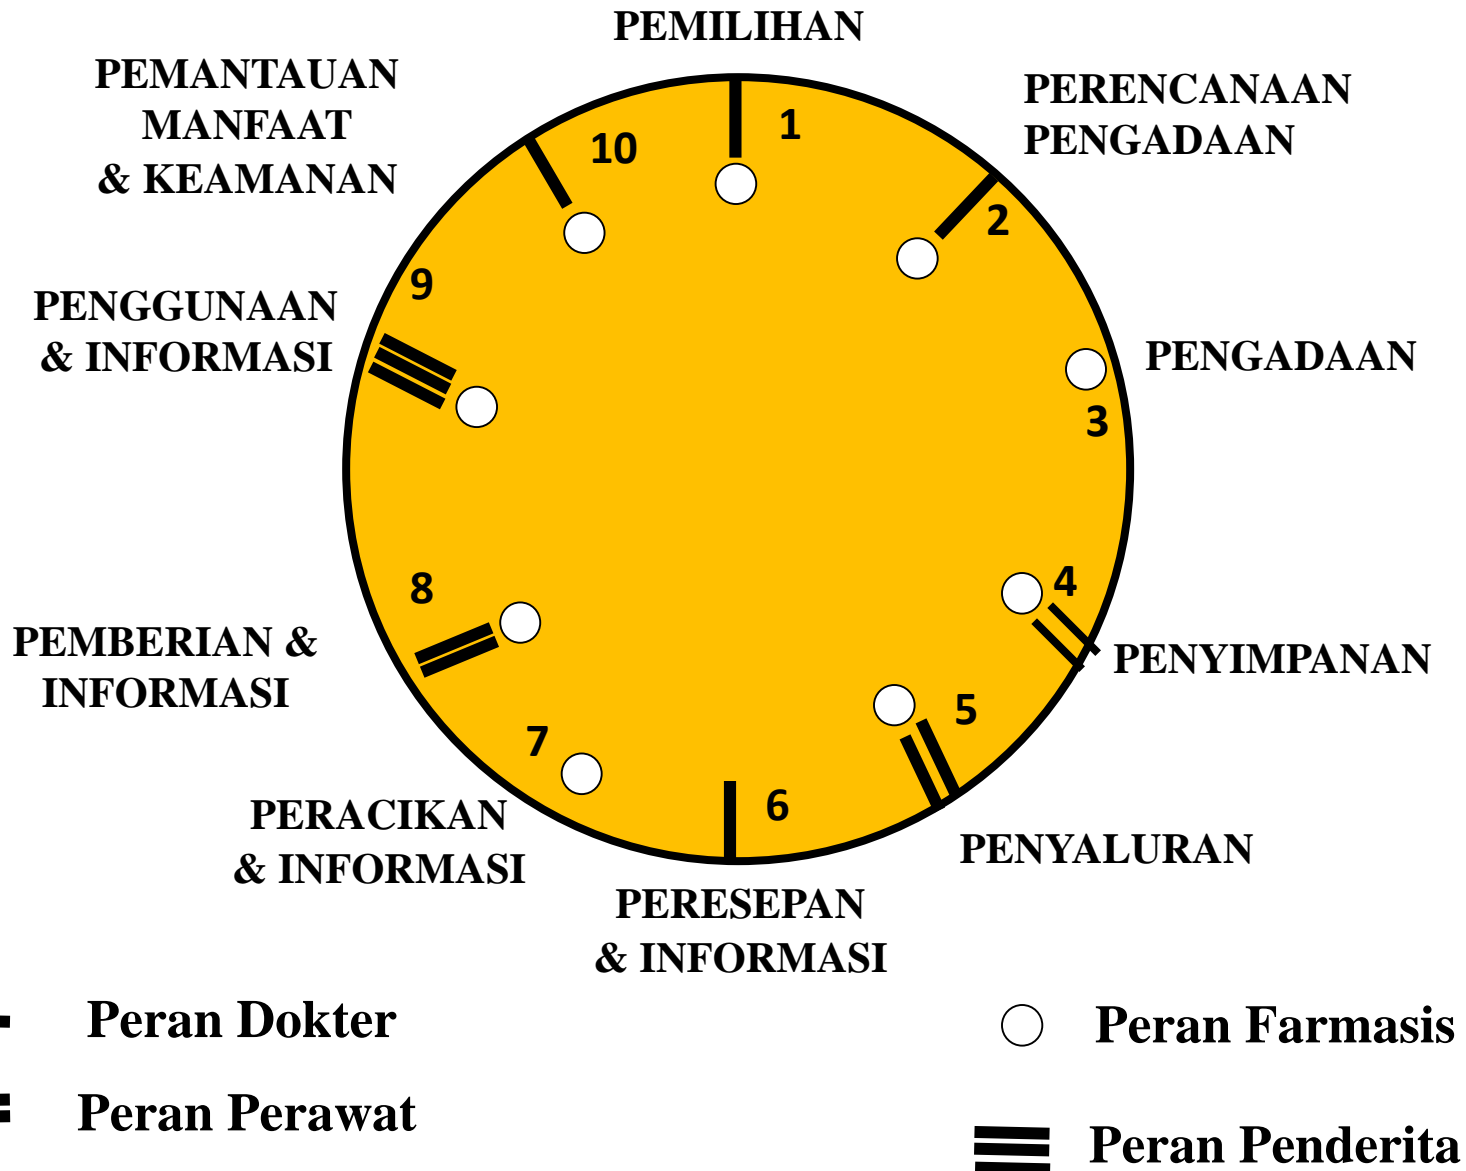 PEMILIHAN
PEMANTAUAN
MANFAAT
& KEAMANAN
PERENCANAAN
PENGADAAN
10
1
2
9
PENGGUNAAN
& INFORMASI
PENGADAAN
3
8
4
PEMBERIAN &
INFORMASI
PENYIMPANAN
7
5
6
PERACIKAN
& INFORMASI
PENYALURAN
PERESEPAN
& INFORMASI
Peran Dokter
Peran Farmasis
Peran Perawat
Peran Penderita